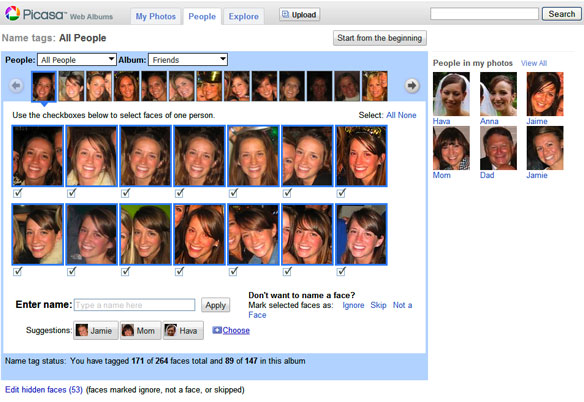 Picasa™ Web Albums
My Photos
People
Explore
Upload
Search
Name tags: All People
Start from the beginning
People: All People
Album: Friends
Use the checkboxes below to select faces of one person.
Select: All None
Enter name: Type a name here
Apply
Don't want to name a face?
Mark selected faces as: Ignore Skip Not a
Face
Suggestions: Jamie Mom Hava Choose
Name tag status: You have tagged 171 of 264 faces total and 89 of 147 in this album
Edit hidden faces (53) (faces marked ignore, not a face, or skipped)
People in my photos View All
Hava Anna Jaime
Mom Dad Jamie